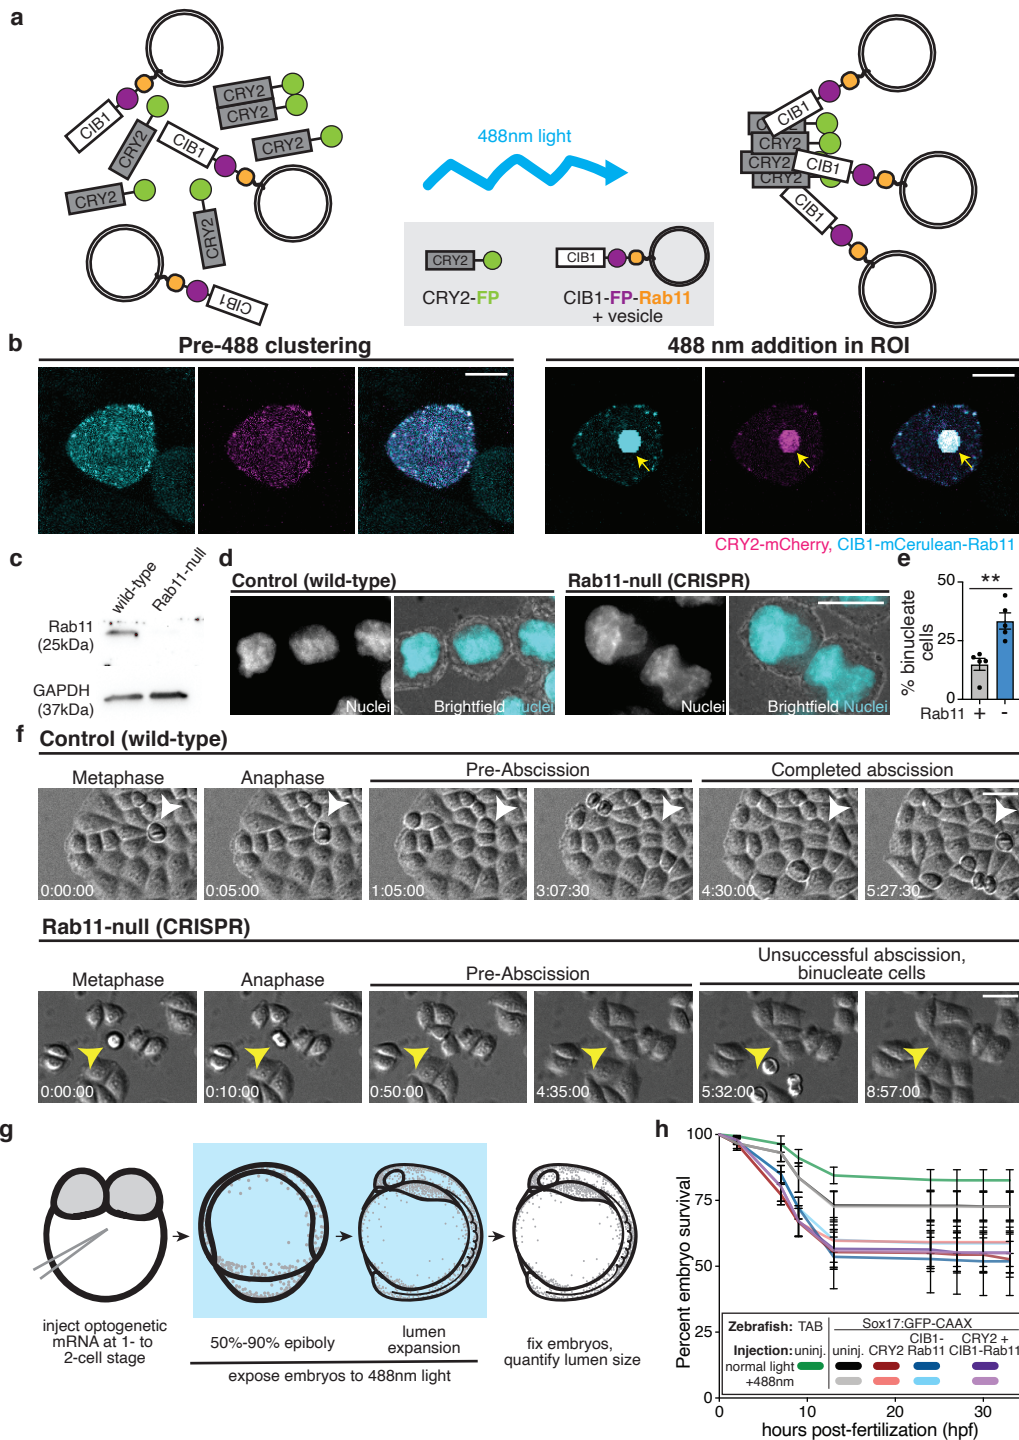 a
CIB1
CRY2
CRY2
CRY2
CIB1
CRY2
CRY2
CRY2
CIB1
488nm light
CRY2
CRY2-FP
CIB1
CIB1-FP-Rab11
+ vesicle
CIB1
CRY2
CRY2
CRY2
CRY2
CIB1
CIB1
b
Pre-488 clustering
488 nm addition in ROI
CRY2-mCherry, CIB1-mCerulean-Rab11
c
wild-type
Rab11-null
Rab11
(25kDa)
GAPDH
(37kDa)
d
Control (wild-type)
Rab11-null (CRISPR)
Nuclei
Brightfield Nuclei
Nuclei
Brightfield Nuclei
e
% binucleate
cells
50
25
0
**
Rab11 + -
f
Control (wild-type)
Metaphase
Anaphase
Pre-Abscission
Completed abscission
0:00:00
0:05:00
1:05:00
3:07:30
4:30:00
5:27:30
Rab11-null (CRISPR)
Metaphase
Anaphase
Pre-Abscission
Unsuccessful abscission,
binucleate cells
0:00:00
0:10:00
0:50:00
4:35:00
5:32:00
8:57:00
g
inject optogenetic
mRNA at 1- to
2-cell stage
50%-90% epiboly
lumen
expansion
expose embryos to 488nm light
fix embryos,
quantify lumen size
h
Percent embryo survival
100
75
50
25
0
Zebrafish: TAB Sox17:GFP-CAAX
Injection: uninj. uninj. CRY2 CIB1-Rab11 CRY2 + CIB1-Rab11
normal light
+488nm
0 10 20 30
hours post-fertilization (hpf)